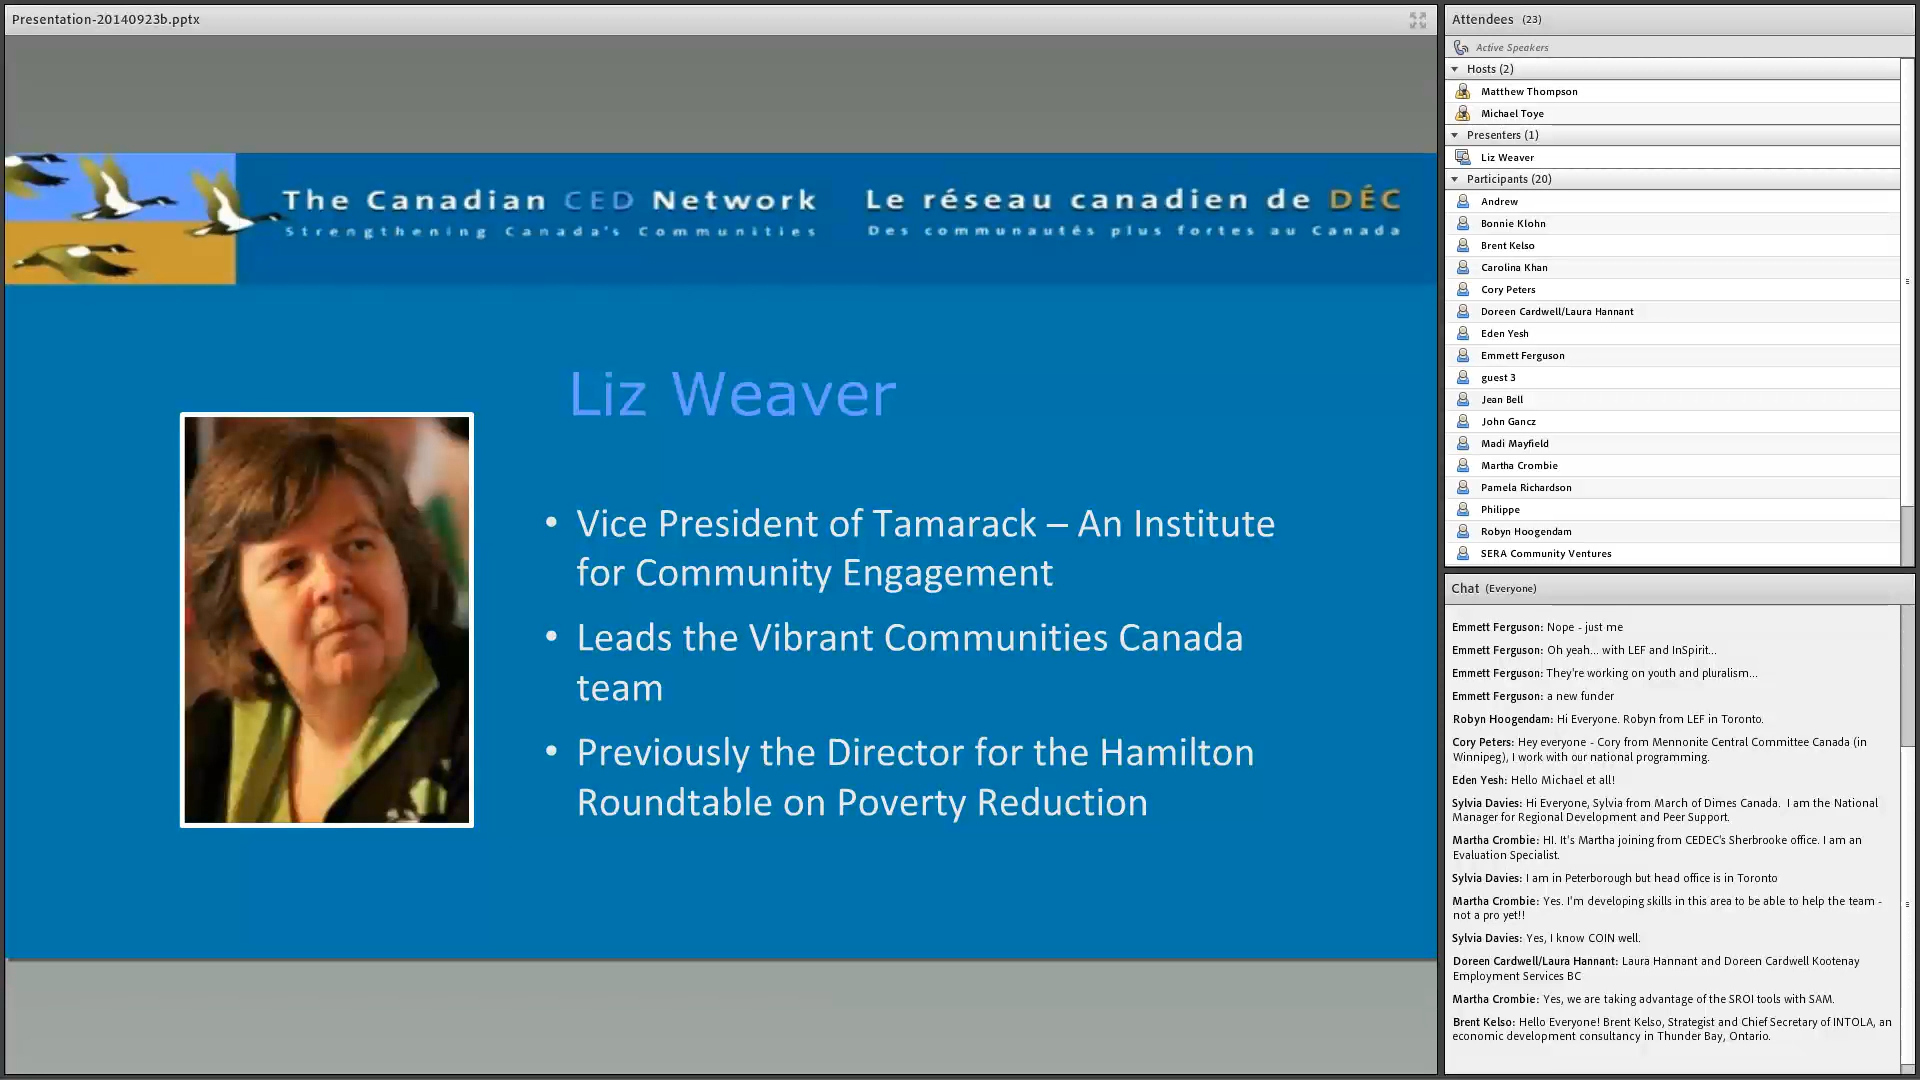 Presentation-20140923b.pptx
The Canadian CED Network
Strengthening Canada's Communities
Le réseau canadien de DÉC
Des communautés plus fortes au Canada
Liz Weaver
• Vice President of Tamarack – An Institute
for Community Engagement
• Leads the Vibrant Communities Canada
team
• Previously the Director for the Hamilton
Roundtable on Poverty Reduction
Attendees (23)
Active Speakers
Hosts (2)
Matthew Thompson
Michael Toye
Presenters (1)
Liz Weaver
Participants (20)
Andrew
Bonnie Klohn
Brent Kelso
Carolina Khan
Cory Peters
Doreen Cardwell/Laura Hannant
Eden Yesh
Emmett Ferguson
guest 3
Jean Bell
John Gancz
Madi Mayfield
Martha Crombie
Pamela Richardson
Philippe
Robyn Hoogendam
SERA Community Ventures
Chat (Everyone)
Emmett Ferguson: Nope - just me
Emmett Ferguson: Oh yeah... with LEF and InSpirit...
Emmett Ferguson: They're working on youth and pluralism...
Emmett Ferguson: a new funder
Robyn Hoogendam: Hi Everyone. Robyn from LEF in Toronto.
Cory Peters: Hey everyone - Cory from Mennonite Central Committee Canada (in
Winnipeg), I work with our national programming.
Eden Yesh: Hello Michael et all!
Sylvia Davies: Hi Everyone, Sylvia from March of Dimes Canada. I am the National
Manager for Regional Development and Peer Support.
Martha Crombie: HI. It's Martha joining from CEDEC's Sherbrooke office. I am an
Evaluation Specialist.
Sylvia Davies: I am in Peterborough but head office is in Toronto
Martha Crombie: Yes. I'm developing skills in this area to be able to help the team -
not a pro yet!!
Sylvia Davies: Yes, I know COIN well.
Doreen Cardwell/Laura Hannant: Laura Hannant and Doreen Cardwell Kootenay
Employment Services BC
Martha Crombie: Yes, we are taking advantage of the SROI tools with SAM.
Brent Kelso: Hello Everyone! Brent Kelso, Strategist and Chief Secretary of INTOLA, an
economic development consultancy in Thunder Bay, Ontario.